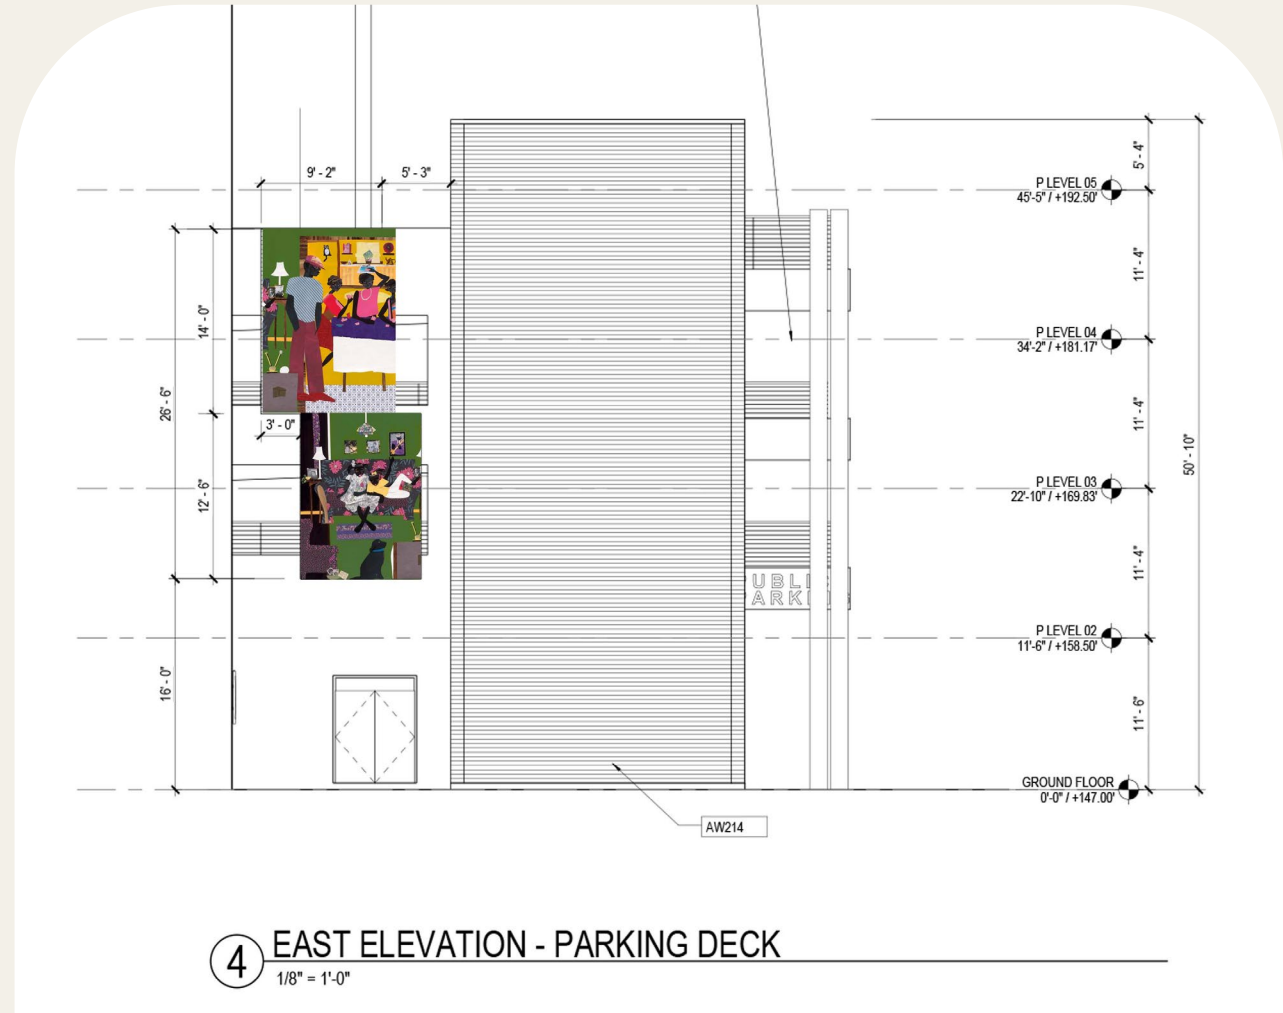 9' - 2"
5' - 3"
5' - 4"
P LEVEL 05
45'-5" / +192.50'
11' - 4"
14' - 0"
P LEVEL 04
34'-2" / +181.17'
26' - 6"
11' - 4"
3' - 0"
50' - 10"
12' - 6"
P LEVEL 03
22'-10" / +169.83'
11' - 4"
UBLI
ARK
P LEVEL 02
11'-6" / +158.50'
16' - 0"
11' - 6"
GROUND FLOOR
0'-0" / +147.00'
AW214
4
EAST ELEVATION - PARKING DECK
1/8" = 1'-0"